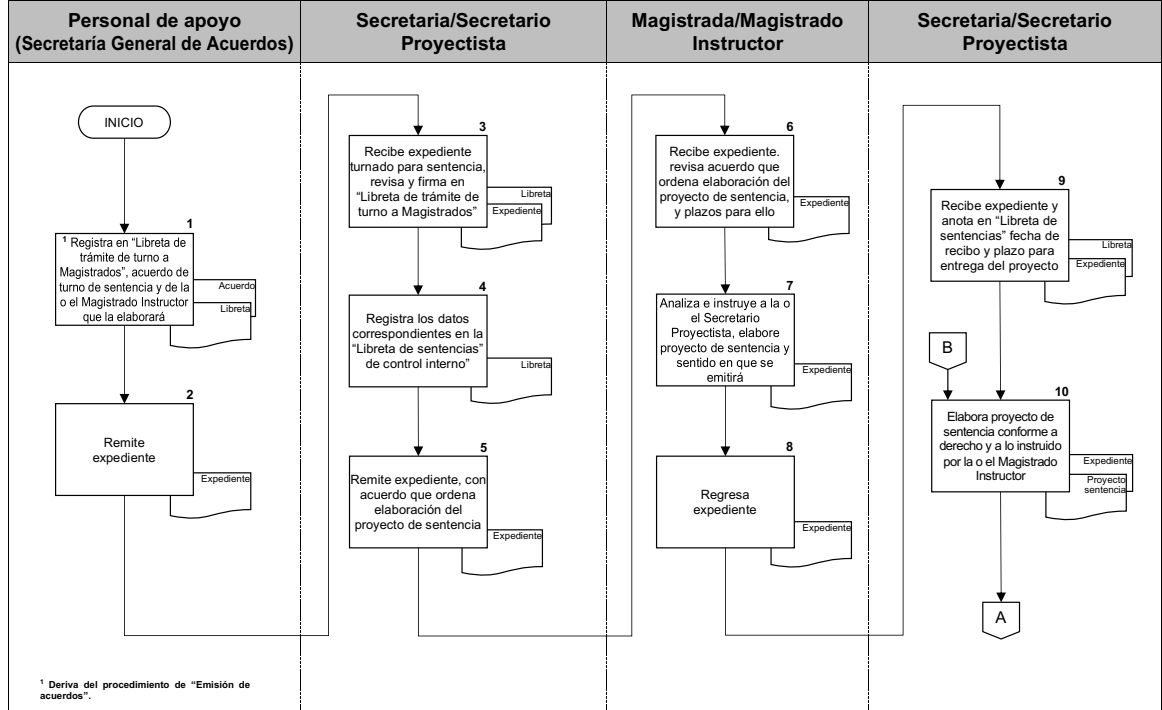 Personal de apoyo
(Secretaría General de Acuerdos)
Secretaria/Secretario
Proyectista
Magistrada/Magistrado
Instructor
Secretaria/Secretario
Proyectista
INICIO
1
¹ Registra en “Libreta de
trámite de turno a
Magistrados”, acuerdo de
turno de sentencia y de la
o el Magistrado Instructor
que la elaborará
Acuerdo
Libreta
2
Remite
expediente
Expediente
3
Recibe expediente
turnado para sentencia,
revisa y firma en
“Libreta de trámite de
turno a Magistrados”
Libreta
Expediente
4
Registra los datos
correspondientes en la
“Libreta de sentencias”
de control interno”
Libreta
5
Remite expediente, con
acuerdo que ordena
elaboración del
proyecto de sentencia
Expediente
6
Recibe expediente.
revisa acuerdo que
ordena elaboración del
proyecto de sentencia,
y plazos para ello
Expediente
7
Analiza e instruye a la o
el Secretario
Proyectista, elabore
proyecto de sentencia y
sentido en que se
emitirá
Expediente
8
Regresa
expediente
Expediente
9
Recibe expediente y
anota en “Libreta de
sentencias” fecha de
recibo y plazo para
entrega del proyecto
Libreta
Expediente
B
10
Elabora proyecto de
sentencia conforme a
derecho y a lo instruido
por la o el Magistrado
Instructor
Expediente
Proyecto
sentencia
A
¹ Deriva del procedimiento de “Emisión de
acuerdos”.